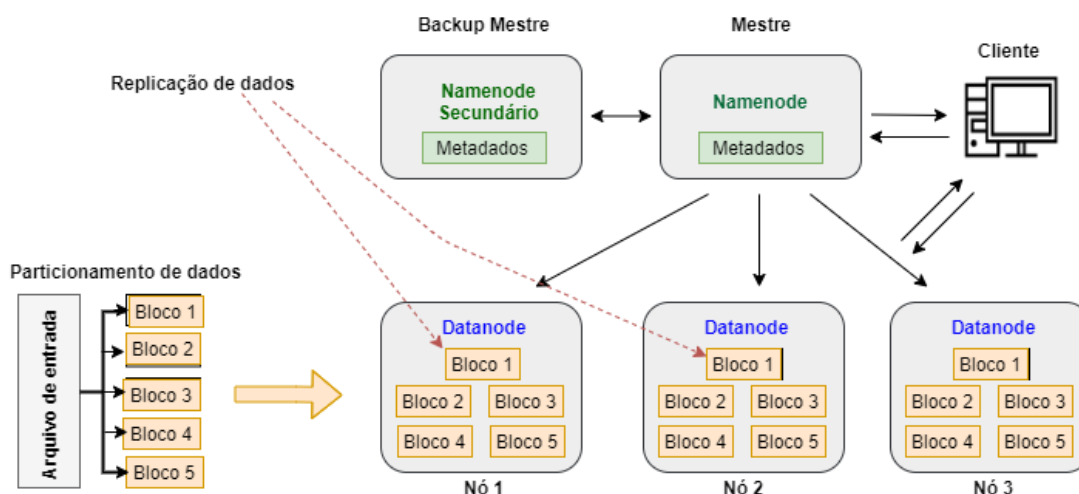 Backup Mestre
Mestre
Cliente
Replicação de dados
Namenode
Secundário
Metadados
Namenode
Metadados
Particionamento de dados
Arquivo de entrada
Bloco 1
Bloco 2
Bloco 3
Bloco 4
Bloco 5
Datanode
Bloco 1
Bloco 2 Bloco 3
Bloco 4 Bloco 5
Nó 1
Datanode
Bloco 1
Bloco 2 Bloco 3
Bloco 4 Bloco 5
Nó 2
Datanode
Bloco 1
Bloco 2 Bloco 3
Bloco 4 Bloco 5
Nó 3